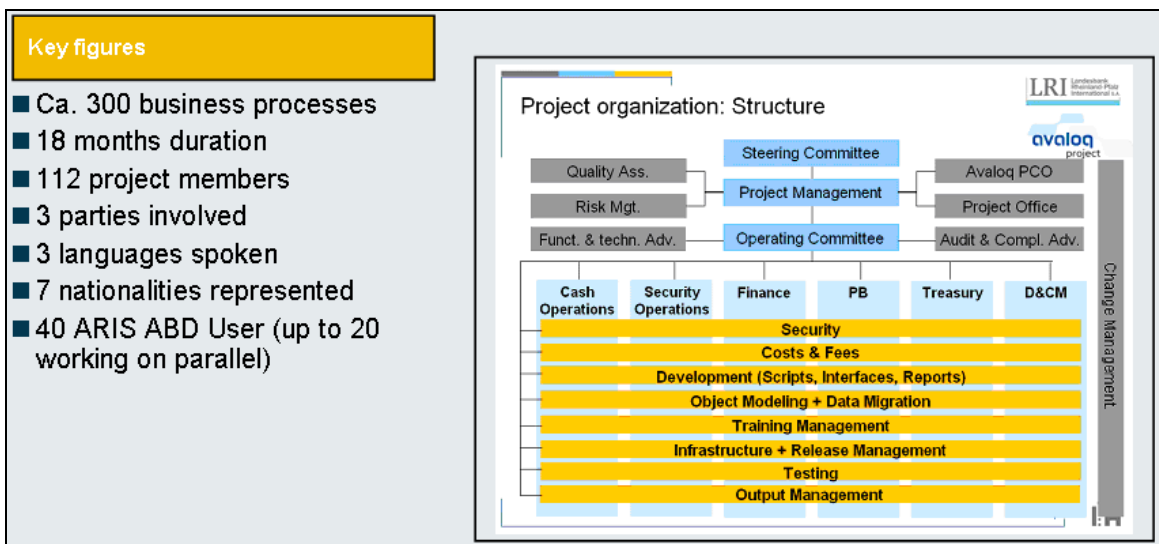 Key figures
Ca. 300 business processes
18 months duration
112 project members
3 parties involved
3 languages spoken
7 nationalities represented
40 ARIS ABD User (up to 20
working on parallel)
LRI Landesbank
Rheinland-Pfalz
International S.A.
Project organization: Structure
avaloq
project
Steering Committee
Quality Ass.
Avaloq PCO
Project Management
Risk Mgt.
Project Office
Funct. & techn. Adv.
Operating Committee
Audit & Compl. Adv.
Change Management
Cash
Operations
Security
Operations
Finance
PB
Treasury
D&CM
Security
Costs & Fees
Development (Scripts, Interfaces, Reports)
Object Modeling + Data Migration
Training Management
Infrastructure + Release Management
Testing
Output Management